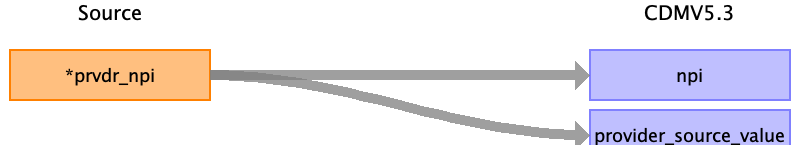 Source
CDMV5.3
*prvdr_npi
npi
provider_source_value